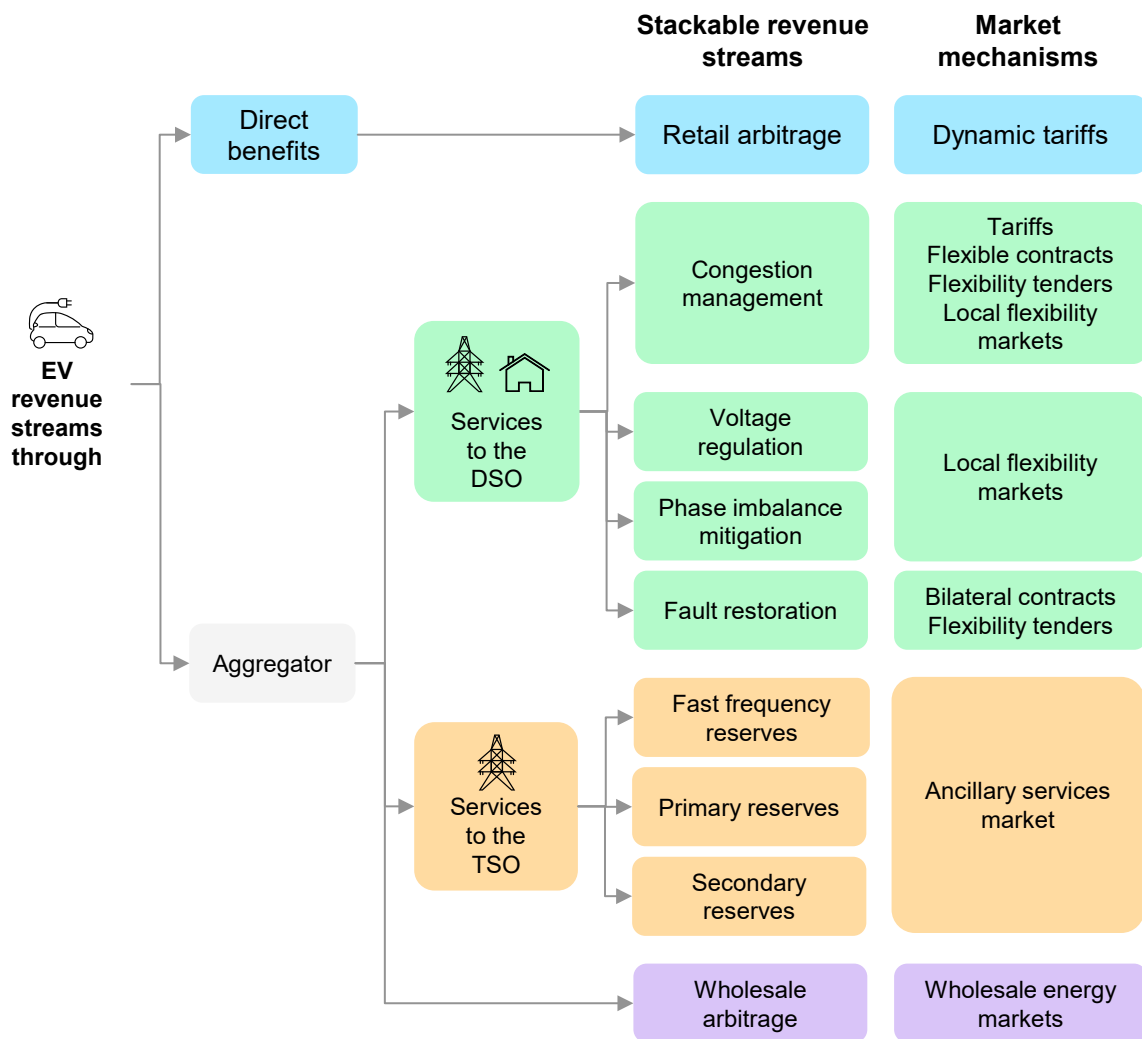 Stackable revenue
streams
Market
mechanisms
Direct
benefits
Retail arbitrage
Dynamic tariffs
EV
revenue
streams
through
Services
to the
DSO
Congestion
management
Tariffs
Flexible contracts
Flexibility tenders
Local flexibility
markets
Voltage
regulation
Phase imbalance
mitigation
Local flexibility
markets
Fault restoration
Bilateral contracts
Flexibility tenders
Aggregator
Services
to the
TSO
Fast frequency
reserves
Primary reserves
Secondary
reserves
Ancillary services
market
Wholesale
arbitrage
Wholesale energy
markets